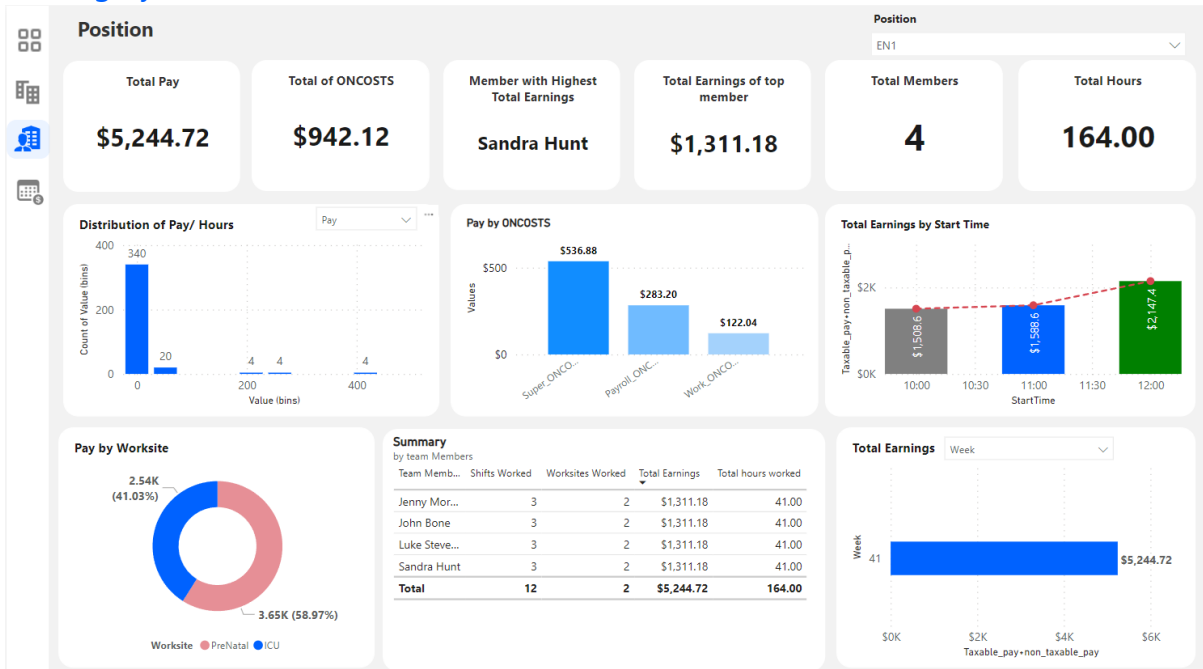 Position
Position
EN1
Total Pay
$5,244.72
Total of ONCOSTS
$942.12
Member with Highest
Total Earnings
Sandra Hunt
Total Earnings of top
member
$1,311.18
Total Members
4
Total Hours
164.00
Distribution of Pay/ Hours
Pay
Count of Value (bins)
400
200
0
340
20
4
4
4
0
200
400
Value (bins)
Pay by ONCOSTS
Values
$500
$0
$536.88
$283.20
$122.04
Super_ONCO...
Payroll_ONC...
Work_ONCO...
Total Earnings by Start Time
Taxable_pay+non_taxable_p...
$2K
$0K
$1,508.6
$1,588.6
$2,147.4
10:00
10:30
11:00
11:30
12:00
StartTime
Pay by Worksite
2.54K
(41.03%)
3.65K (58.97%)
Worksite PreNatal ICU
Summary
by team Members
Team Memb... Shifts Worked Worksites Worked Total Earnings Total hours worked
Jenny Mor... 3 2 $1,311.18 41.00
John Bone 3 2 $1,311.18 41.00
Luke Steve... 3 2 $1,311.18 41.00
Sandra Hunt 3 2 $1,311.18 41.00
Total 12 2 $5,244.72 164.00
Total Earnings
Week
Week
41
$5,244.72
$0K
$2K
$4K
$6K
Taxable_pay+non_taxable_pay